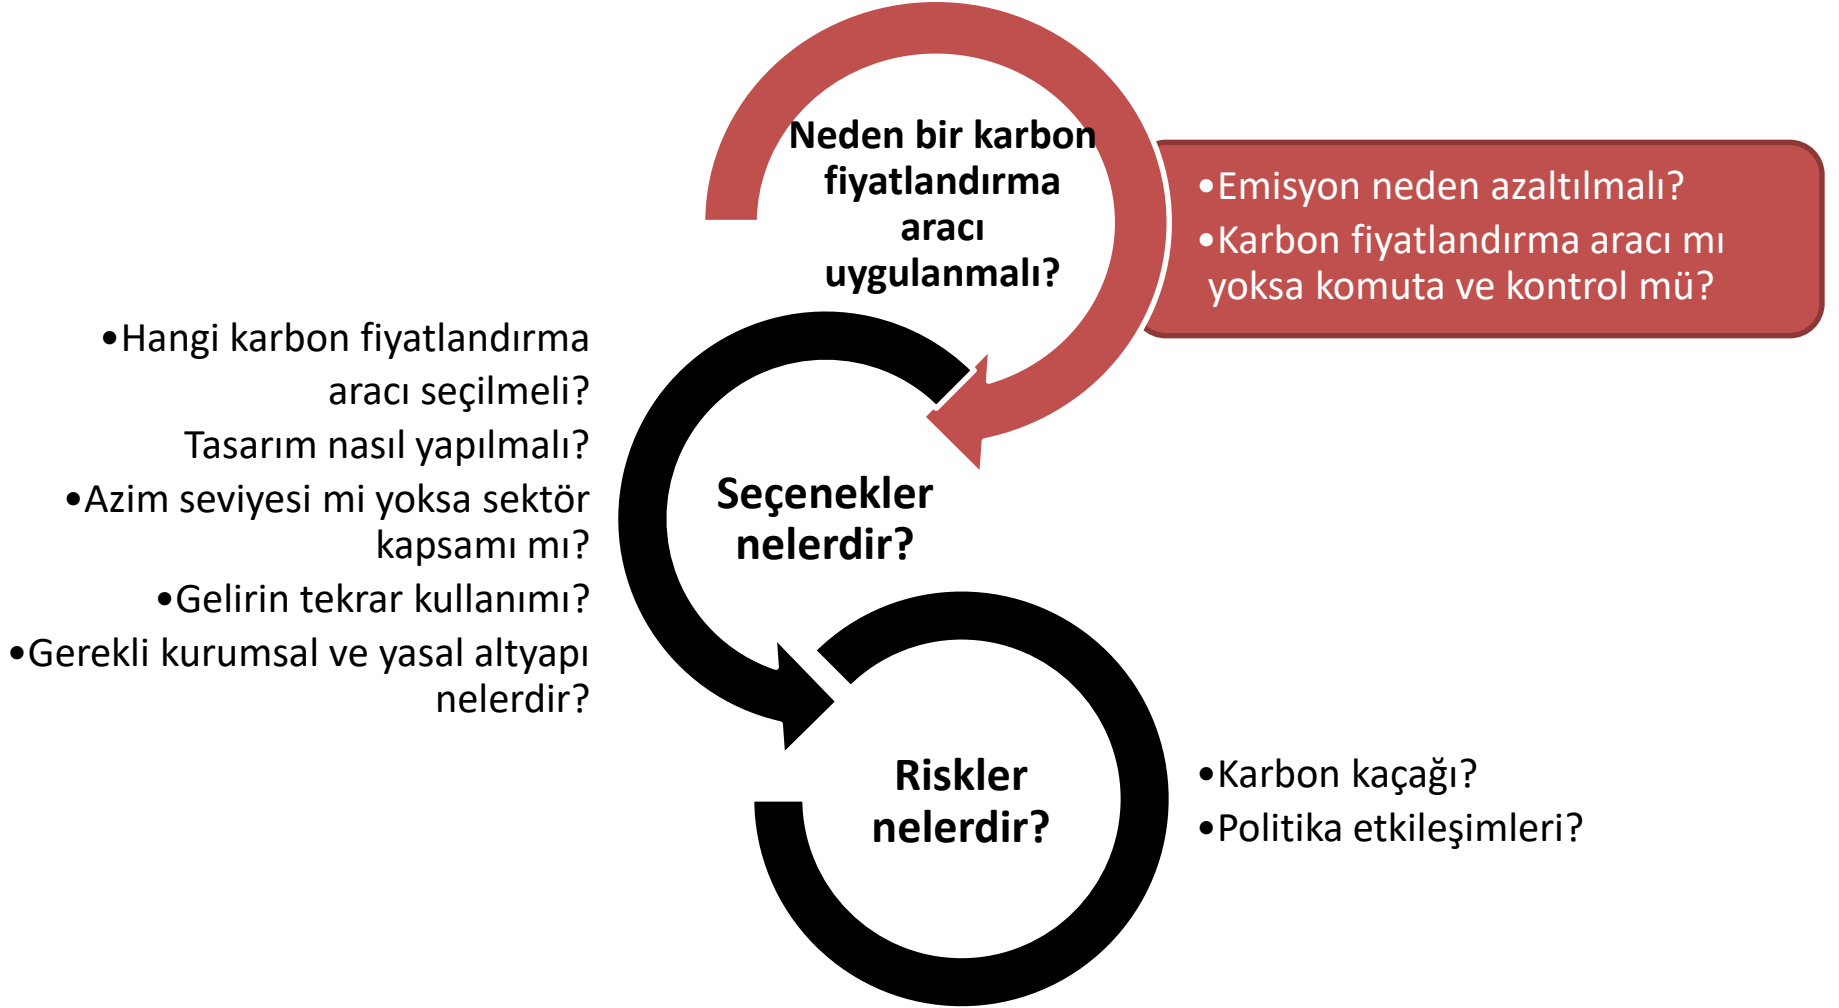 Neden bir karbon
fiyatlandırma
aracı
uygulanmalı?
•Emisyon neden azaltılmalı?
•Karbon fiyatlandırma aracı mı
yoksa komuta ve kontrol mü?
•Hangi karbon fiyatlandırma
aracı seçilmeli?
Tasarım nasıl yapılmalı?
•Azim seviyesi mi yoksa sektör
kapsamı mı?
•Gelirin tekrar kullanımı?
•Gerekli kurumsal ve yasal altyapı
nelerdir?
Seçenekler
nelerdir?
Riskler
nelerdir?
•Karbon kaçağı?
•Politika etkileşimleri?